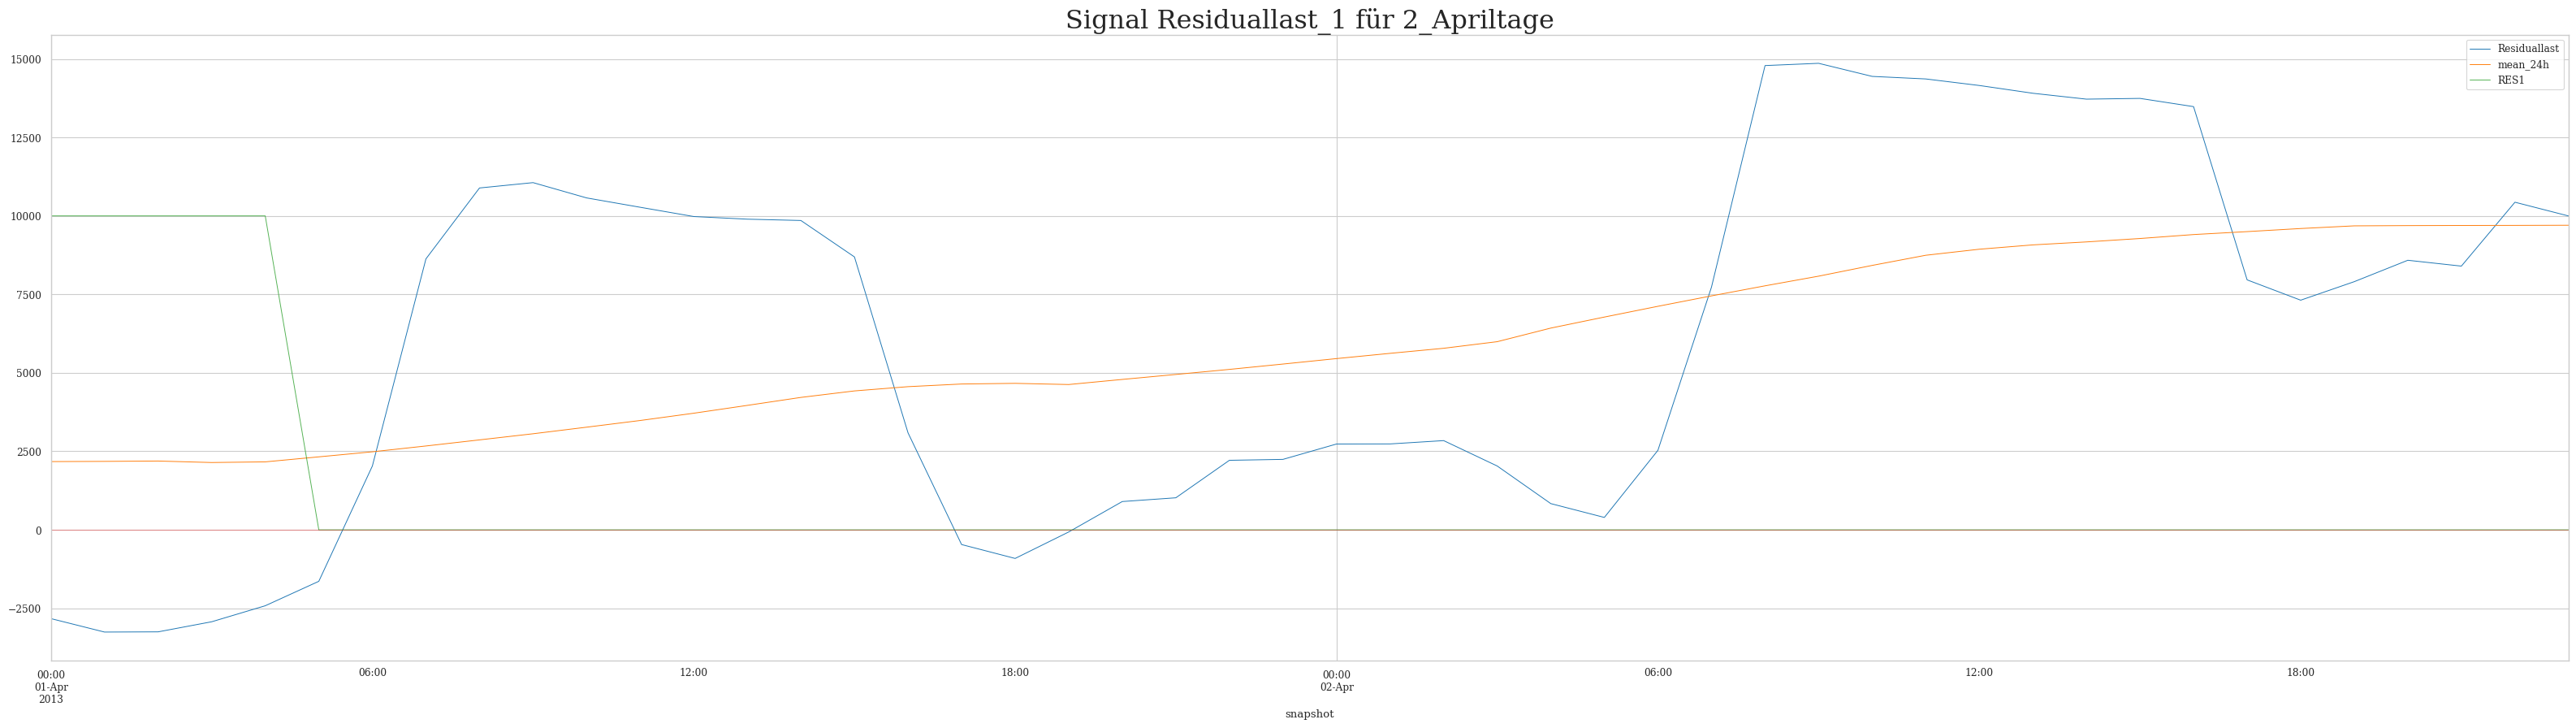 Signal Residuallast_1 für 2_Apriltage
Residuallast
mean_24h
RES1
15000
12500
10000
7500
5000
2500
0
−2500
00:00
01-Apr
2013
06:00
12:00
18:00
00:00
02-Apr
06:00
12:00
18:00
snapshot